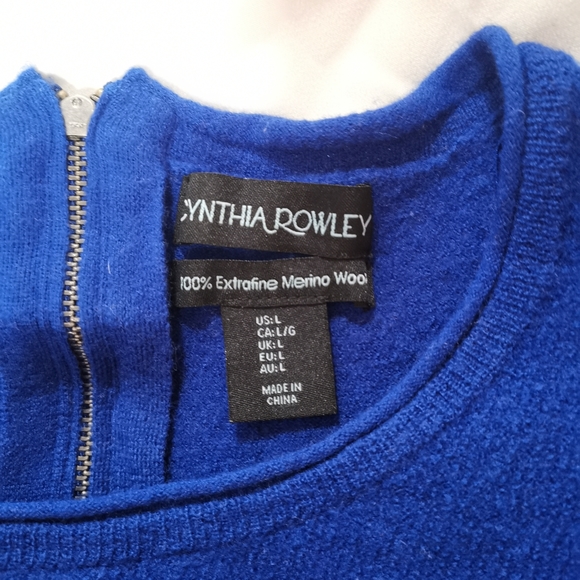 CYNTHIA ROWLEY
100% Extrafine Merino Wool
US:L
CA:L/G
UK:L
EU:L
AU:L
MADE IN
CHINA